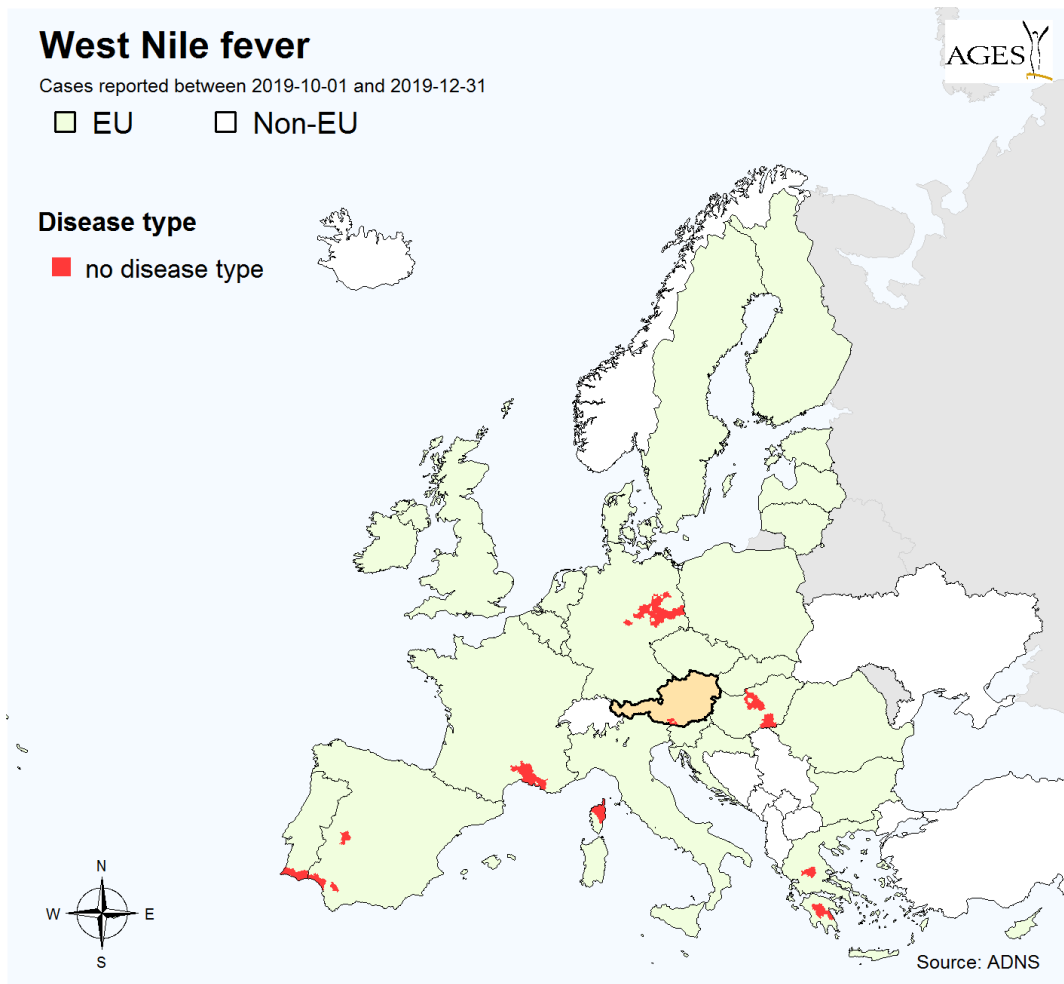 West Nile fever
Cases reported between 2019-10-01 and 2019-12-31
EU Non-EU
AGES
Disease type
no disease type
N
W E
S
Source: ADNS